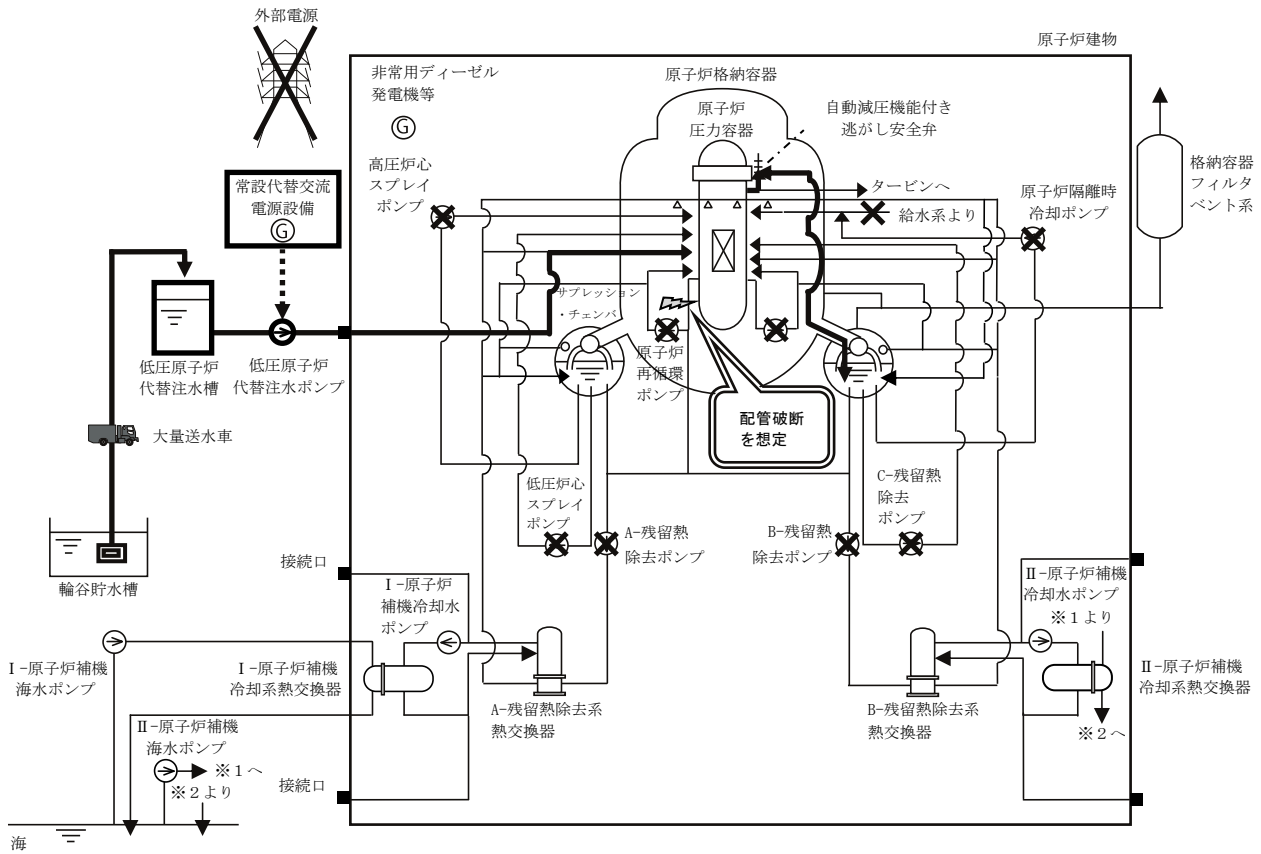 外部電源
原子炉建物
非常用ディーゼル
発電機等
G
原子炉格納容器
原子炉
圧力容器
自動減圧機能付き
逃がし安全弁
高圧炉心
スプレイ
ポンプ
タービンへ
給水系より
原子炉隔離時
冷却ポンプ
格納容器
フィルタ
ベント系
常設代替交流
電源設備
G
サプレッション
・チェンバ
低圧原子炉
代替注水槽
低圧原子炉
代替注水ポンプ
原子炉
再循環
ポンプ
配管破断
を想定
大量送水車
輪谷貯水槽
低圧炉心
スプレイ
ポンプ
A-残留熱
除去ポンプ
B-残留熱
除去ポンプ
C-残留熱
除去
ポンプ
接続口
Ⅰ-原子炉
補機冷却水
ポンプ
Ⅱ-原子炉補機
冷却水ポンプ
※1より
Ⅰ-原子炉補機
海水ポンプ
Ⅰ-原子炉補機
冷却系熱交換器
Ⅱ-原子炉補機
冷却系熱交換器
A-残留熱除去系
熱交換器
B-残留熱除去系
熱交換器
※2へ
Ⅱ-原子炉補機
海水ポンプ
※1へ
※2より
接続口
海